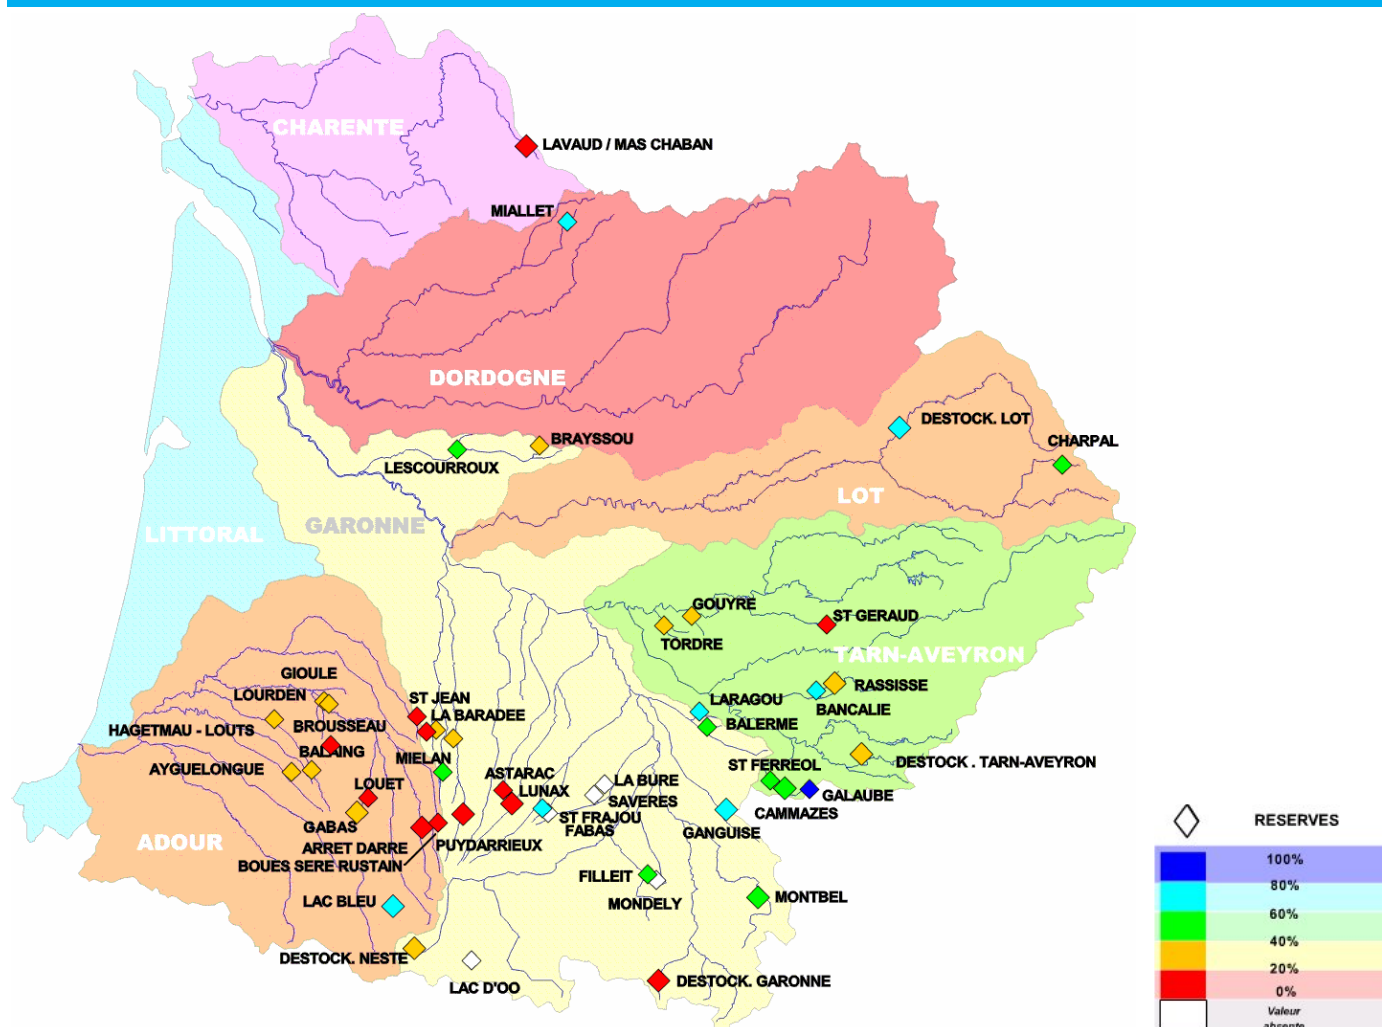 CHARENTE
LAVAUD / MAS CHABAN
MIALLET
DORDOGNE
DESTOCK. LOT
BRAYSSOU
CHARPAL
LESCOURROUX
LOT
GARONNE
LITTORAL
GOUYRE
ST GERAUD
TORDRE
TARN-AVEYRON
GIOULE
RASSISSE
LOURDEN
ST JEAN
LARAGOU
BANCALIE
LA BARADEE
HAGETMAU - LOUTS
BROUSSEAU
BALERME
BALAING
MIELAN
AYGUELONGUE
ST FERREOL
DESTOCK . TARN-AVEYRON
LOUET
ASTARAC
LA BURE
LUNAX
SAVERES
GALAUBE
CAMMAZES
ST FRAJOU
GABAS
FABAS
GANGUISE
ADOUR
ARRET DARRE
PUYDARRIEUX
BOUES SERE RUSTAIN
FILLEIT
MONTBEL
LAC BLEU
MONDELY
DESTOCK. NESTE
DESTOCK. GARONNE
LAC D'OO
RESERVES
100%
80%
60%
40%
20%
0%
Valeur
absente